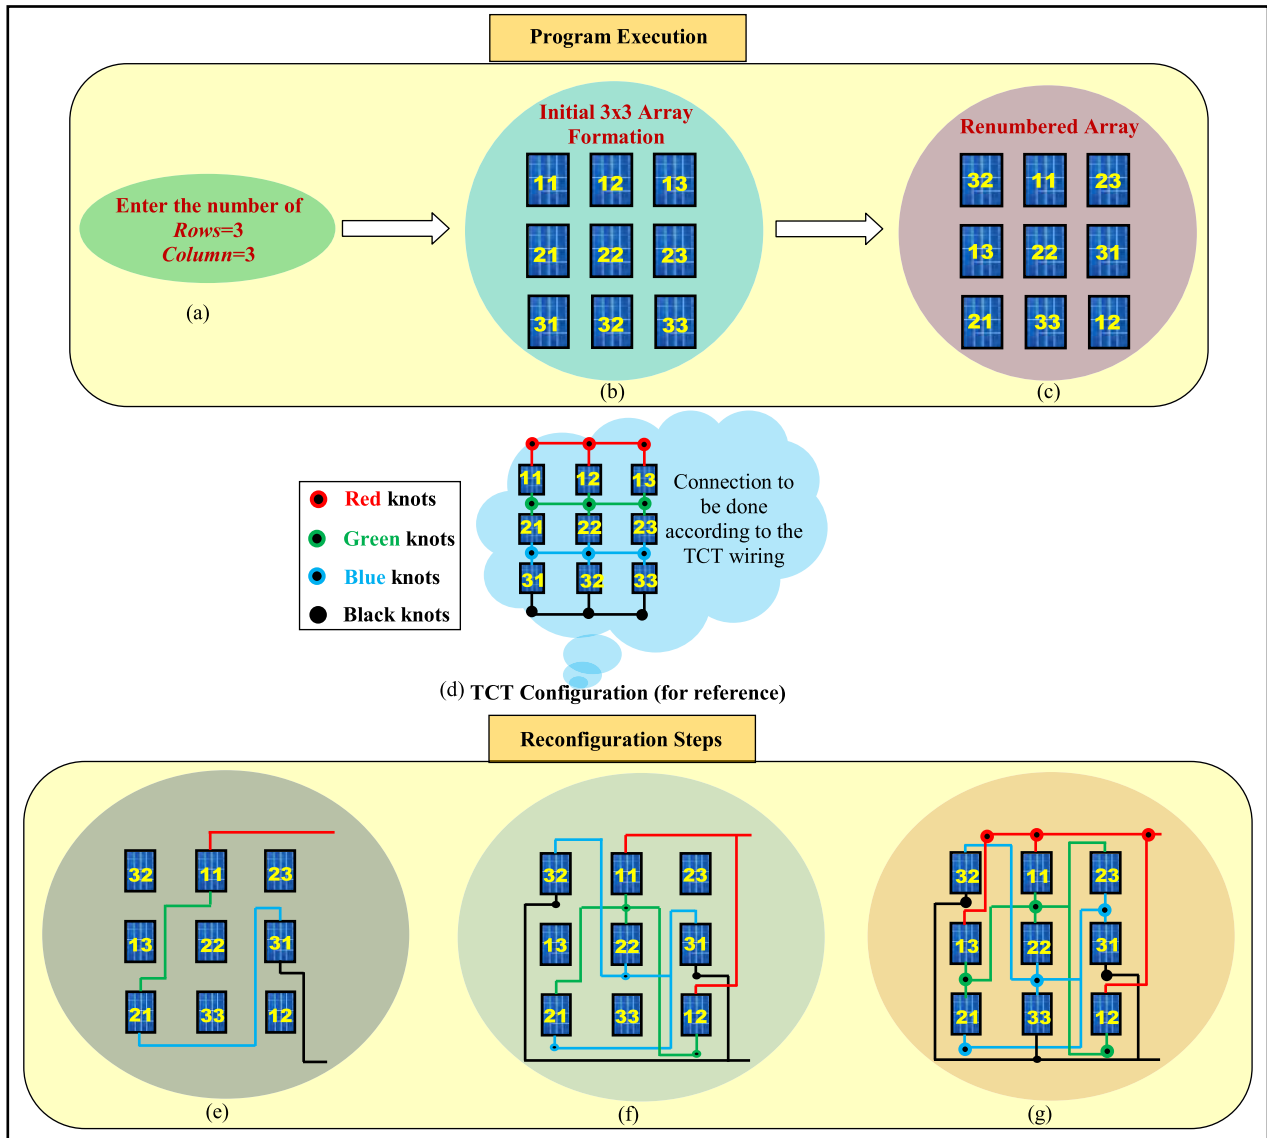 Program Execution
Enter the number of
Rows=3
Column=3
(a)
Initial 3x3 Array
Formation
11 12 13
21 22 23
31 32 33
(b)
Renumbered Array
32 11 23
13 22 31
21 33 12
(c)
Red knots
Green knots
Blue knots
Black knots
11 12 13
21 22 23
31 32 33
Connection to
be done
according to the
TCT wiring
(d) TCT Configuration (for reference)
Reconfiguration Steps
32 11 23
13 22 31
21 33 12
(e)
32 11 23
13 22 31
21 33 12
(f)
32 11 23
13 22 31
21 33 12
(g)